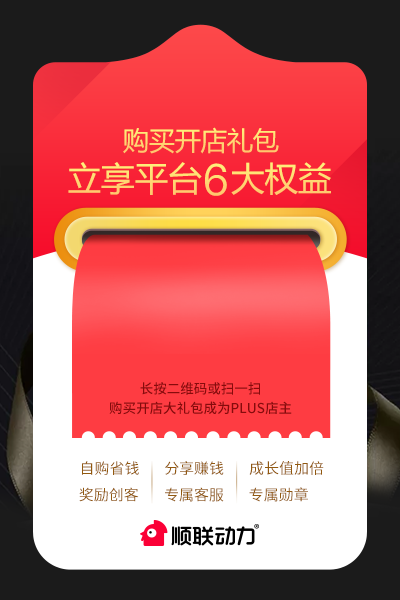 购买开店礼包
立享平台6大权益
长按二维码或扫一扫
购买开店大礼包成为PLUS店主
自购省钱 分享赚钱 成长值加倍
奖励创客 专属客服 专属勋章
顺联动力®